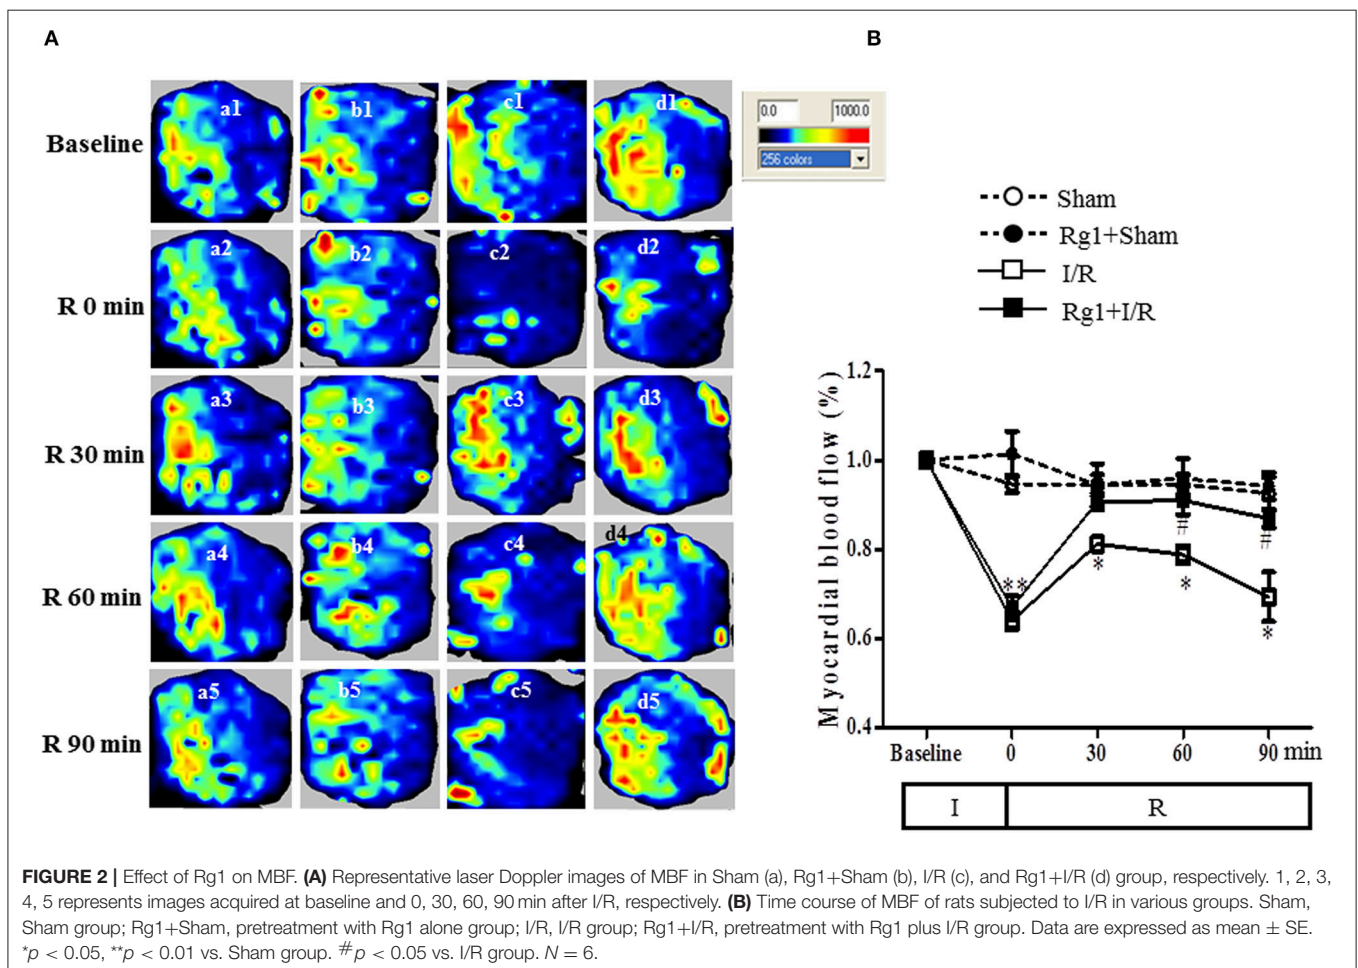 A
B
a1
b1
c1
d1
Baseline
0.0
1000.0
256 colors
Sham
Rg1+Sham
I/R
Rg1+I/R
a2
b2
c2
d2
R 0 min
a3
b3
c3
d3
R 30 min
a4
b4
c4
d4
R 60 min
a5
b5
c5
d5
R 90 min
Myocardial blood flow (%)
1.2
1.0
0.8
0.6
0.4
**
*
#
*
#
*
Baseline
0
30
60
90 min
I
R
FIGURE 2 | Effect of Rg1 on MBF. (A) Representative laser Doppler images of MBF in Sham (a), Rg1+Sham (b), I/R (c), and Rg1+I/R (d) group, respectively. 1, 2, 3,
4, 5 represents images acquired at baseline and 0, 30, 60, 90 min after I/R, respectively. (B) Time course of MBF of rats subjected to I/R in various groups. Sham,
Sham group; Rg1+Sham, pretreatment with Rg1 alone group; I/R, I/R group; Rg1+I/R, pretreatment with Rg1 plus I/R group. Data are expressed as mean ± SE.
*p < 0.05, **p < 0.01 vs. Sham group. #p < 0.05 vs. I/R group. N = 6.